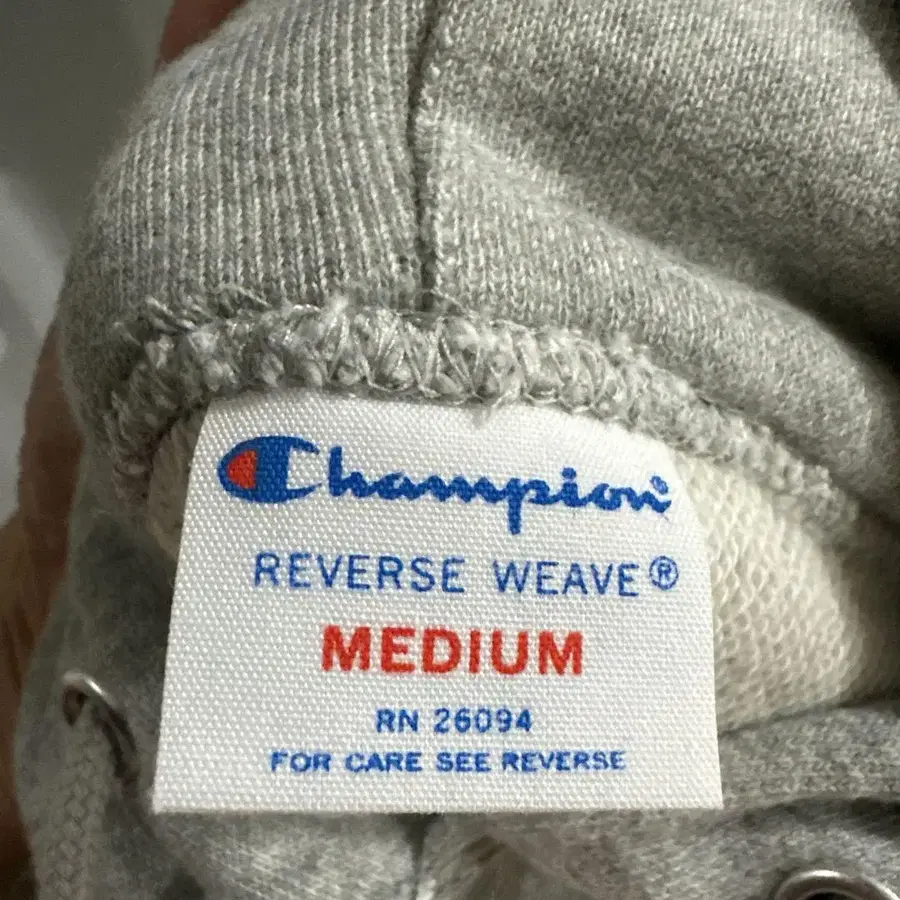 Champion
REVERSE WEAVE®
MEDIUM
RN 26094
FOR CARE SEE REVERSE